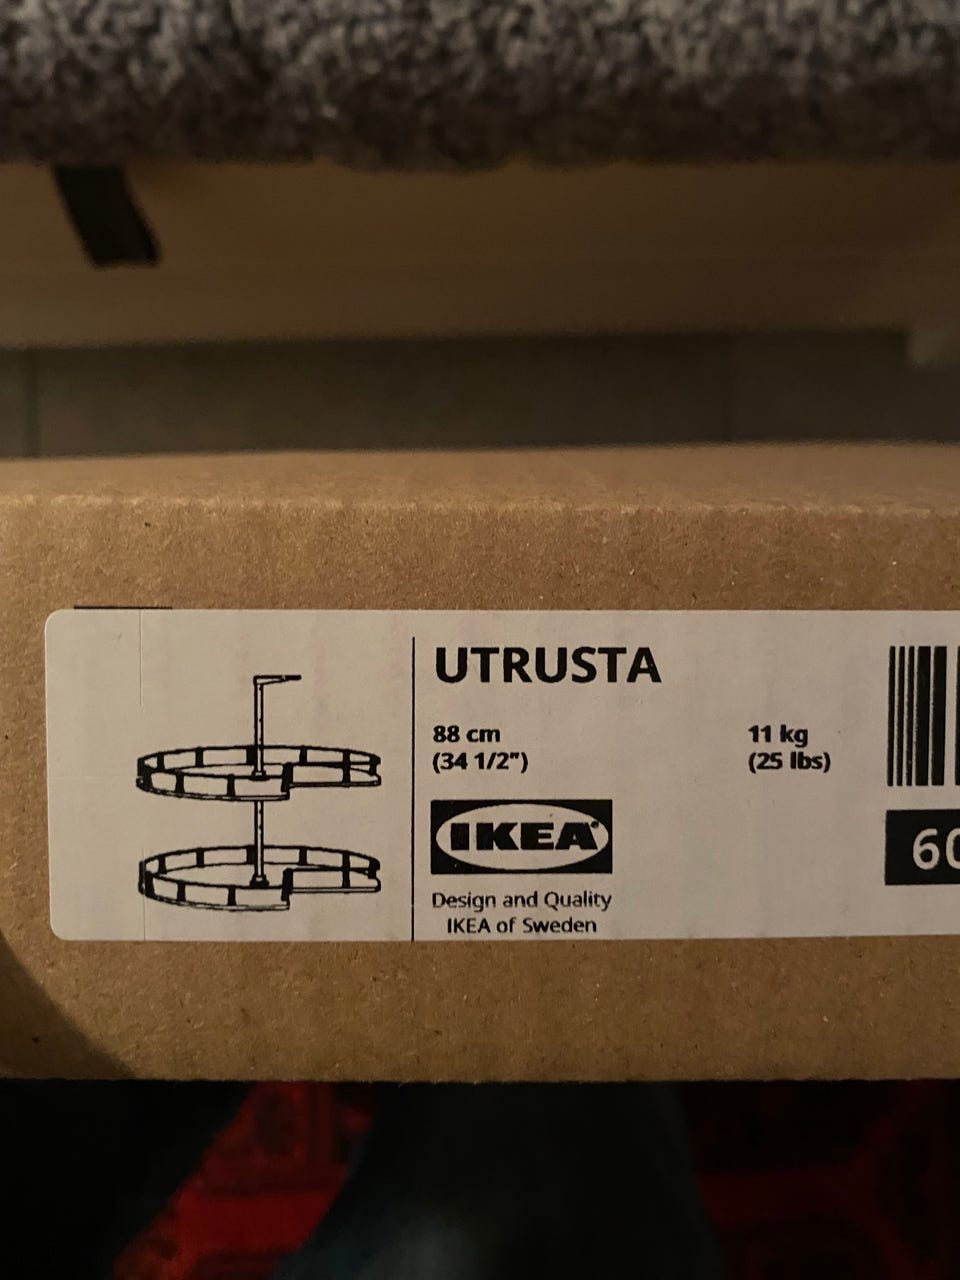 UTRUSTA
88 cm
(34 1/2")
11 kg
(25 lbs)
IKEA®
Design and Quality
IKEA of Sweden
60